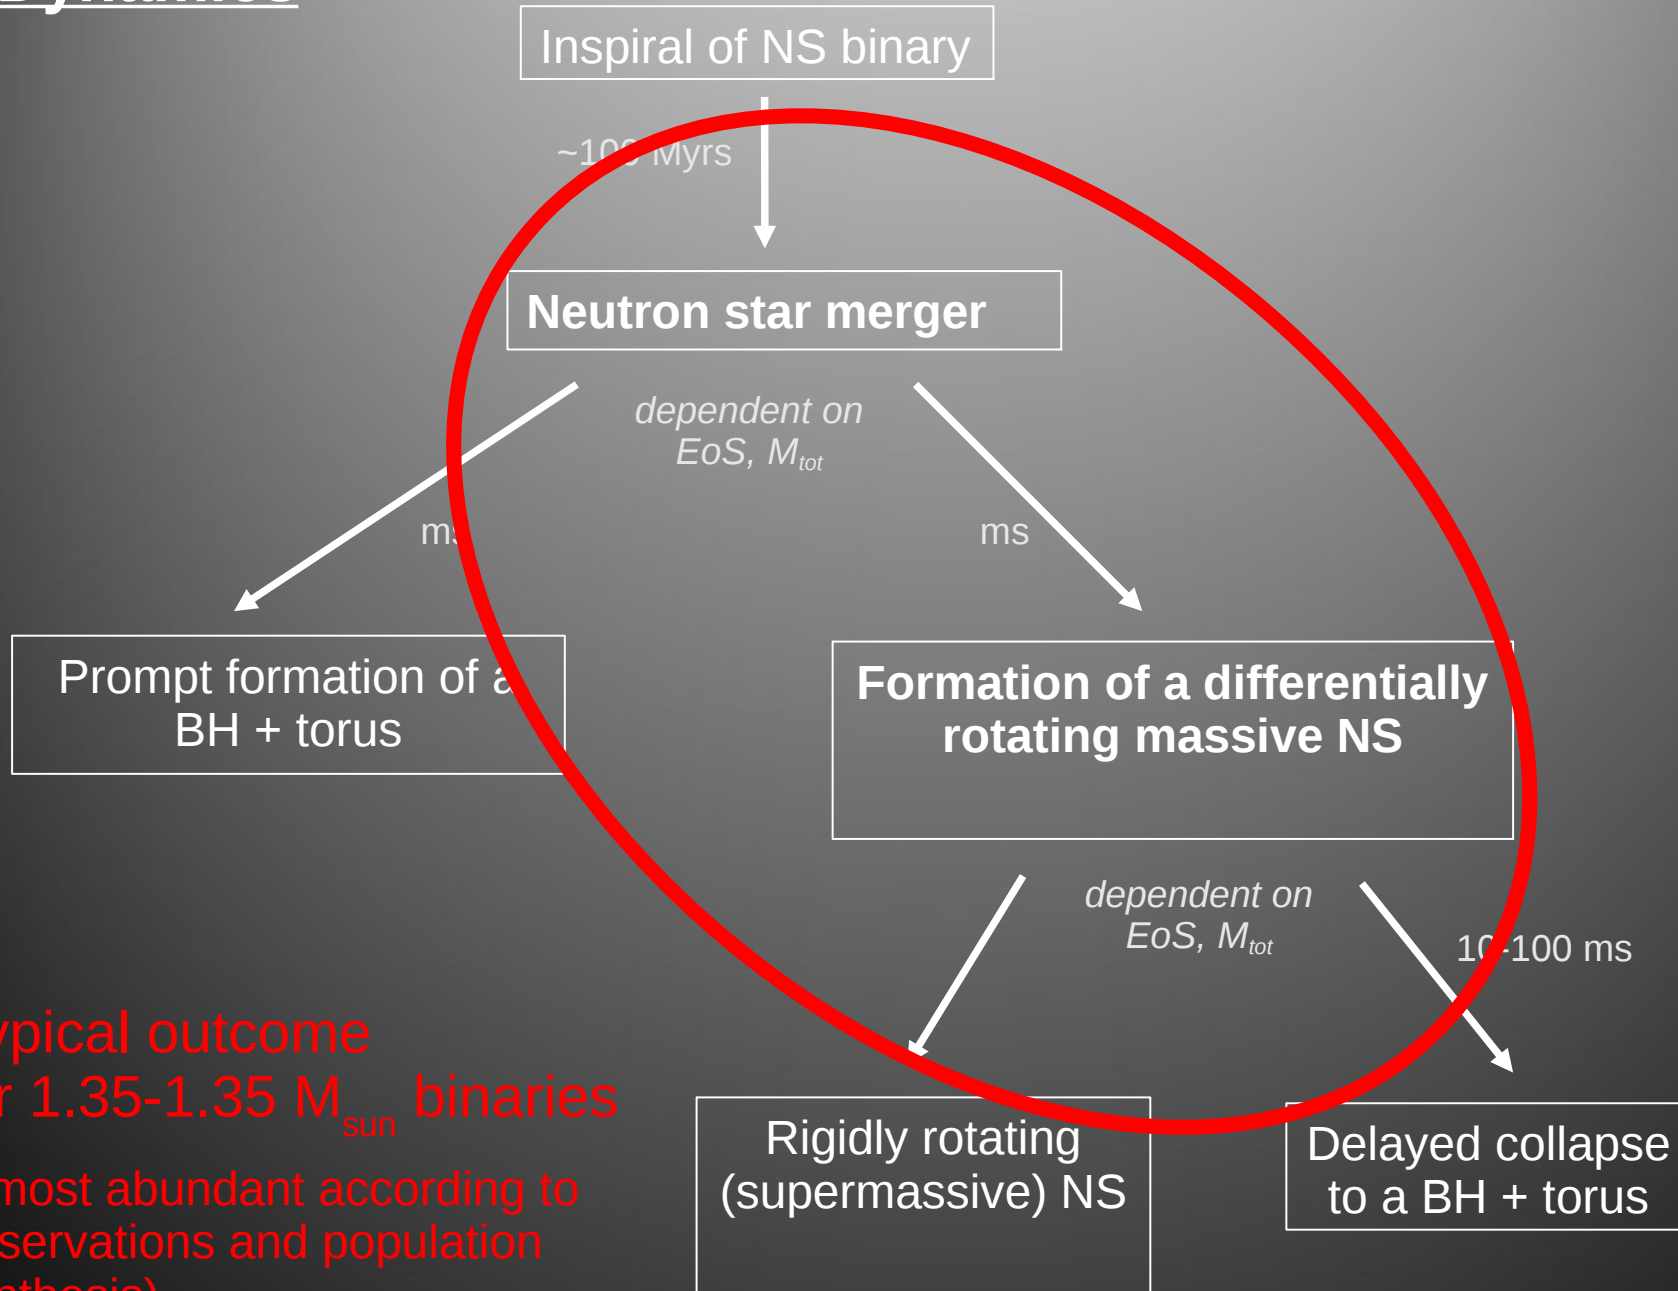 Dynamics
Inspiral of NS binary
~100 Myrs
Neutron star merger
dependent on
EoS, Mtot
ms
ms
Prompt formation of a
BH + torus
Formation of a differentially
rotating massive NS
dependent on
EoS, Mtot
10-100 ms
ypical outcome
r 1.35-1.35 Msun binaries
most abundant according to
servations and population
nthesis)
Rigidly rotating
(supermassive) NS
Delayed collapse
to a BH + torus